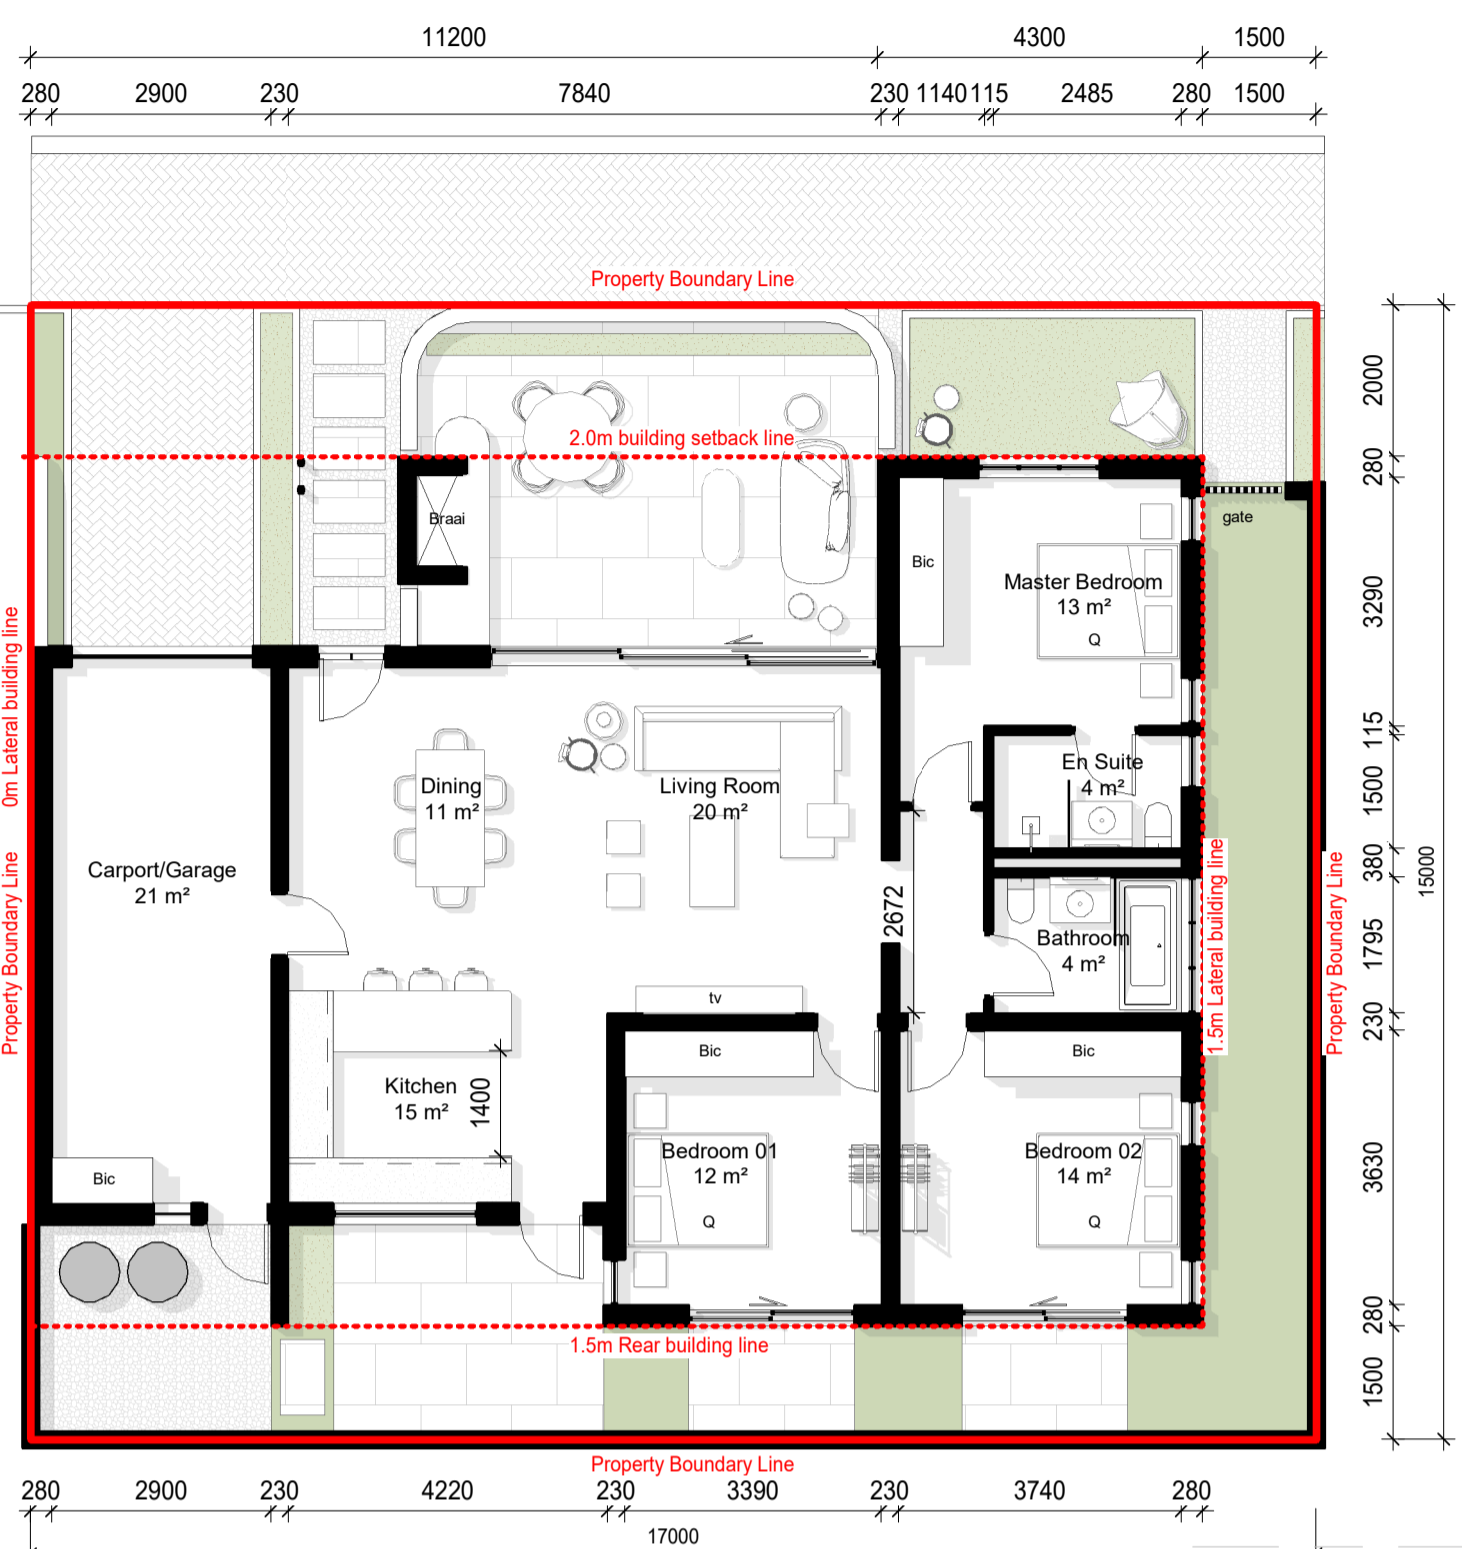 11200 4300 1500
280 2900 230 7840 230 1140 115 2485 280 1500
Property Boundary Line
2.0m building setback line
2000
280
Braai
gate
Bic
Master Bedroom
13 m²
Q
3290
0m Lateral building line
115
En Suite
4 m²
1500
Dining
11 m²
Living Room
20 m²
Carport/Garage
21 m²
Property Boundary Line
380
15000
2672
1.5m Lateral building line
Property Boundary Line
Bathroom
4 m²
1795
tv
230
Bic
Bic
Kitchen
15 m²
1400
Bedroom 01
12 m²
Q
Bedroom 02
14 m²
Q
3630
Bic
280
1.5m Rear building line
1500
Property Boundary Line
280 2900 230 4220 230 3390 230 3740 280
17000